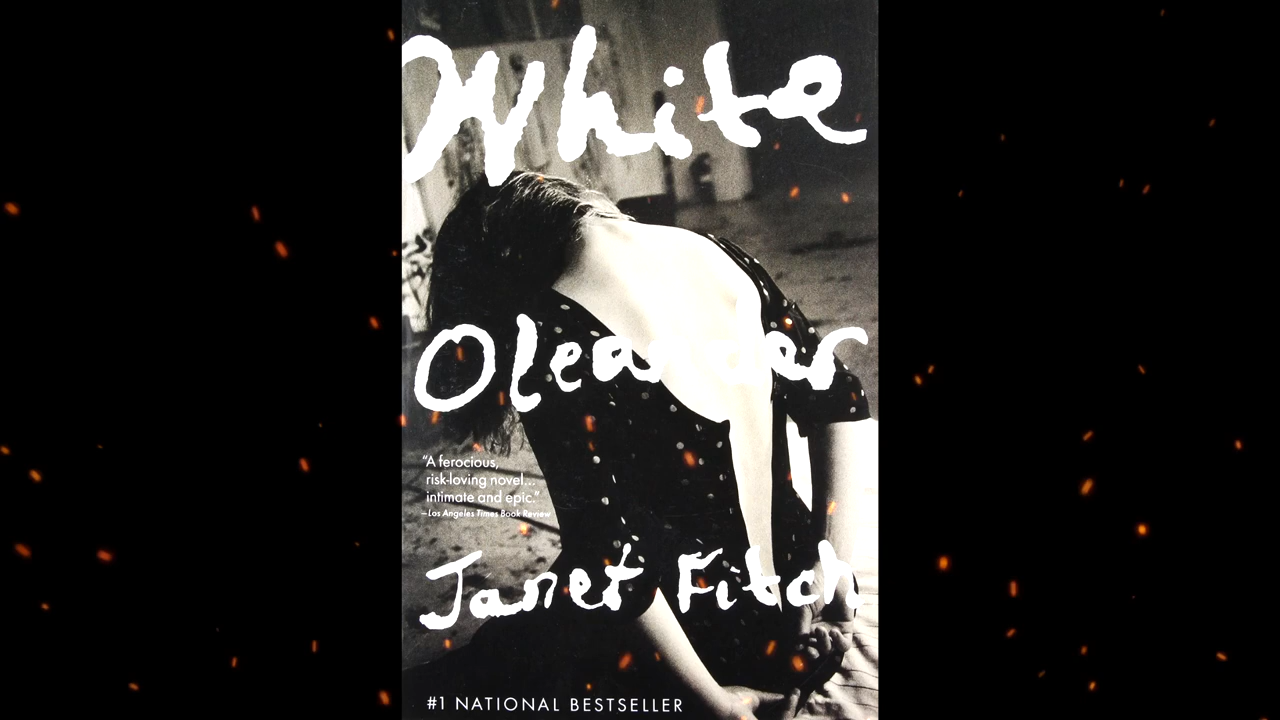 White
Oleander
“A ferocious,
risk-loving novel...
intimate and epic.”
—Los Angeles Times Book Review
Janet Fitch
#1 NATIONAL BESTSELLER